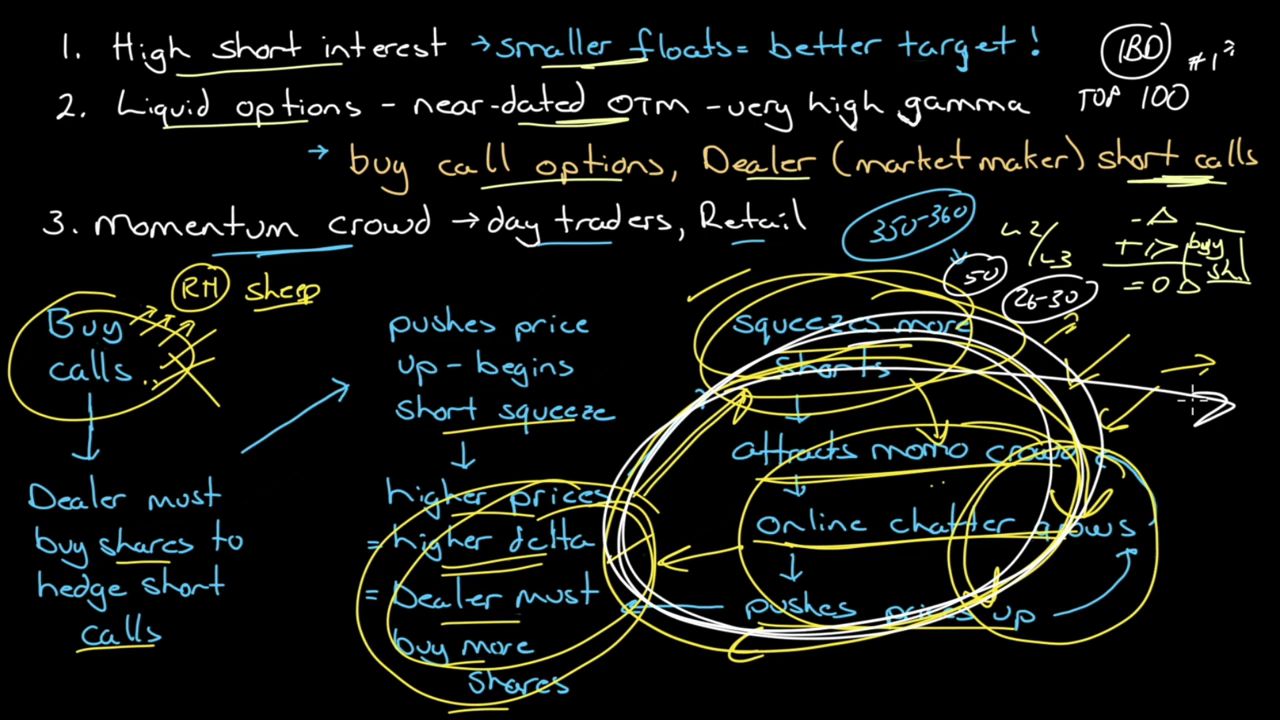 1. High short interest → smaller floats = better target!
IBD #1?
TOP 100
2. Liquid options - near-dated OTM - very high gamma
→ buy call options, Dealer (market maker) short calls
3. Momentum crowd → day traders, Retail
350-360
L2/L3
-Δ
+Δ buy sh.
= 0 Δ
50
26-30
RH sheep
Buy calls
Dealer must
buy shares to
hedge short
calls
pushes price
up - begins
short squeeze
higher prices
= higher delta
= Dealer must
buy more
shares
squeezes more
shorts
attracts momo crowd
online chatter grows
pushes prices up